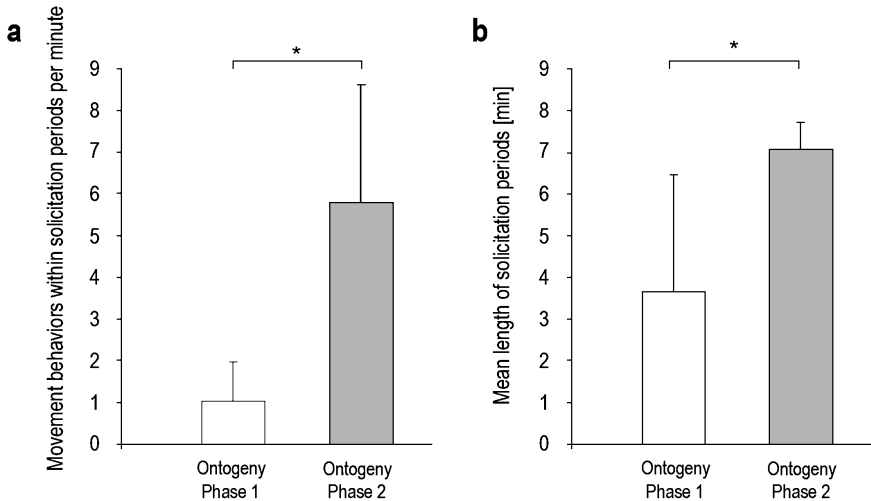 a
Movement behaviors within solicitation periods per minute
9
8
7
6
5
4
3
2
1
0
*
Ontogeny
Phase 1
Ontogeny
Phase 2
b
Mean length of solicitation periods [min]
9
8
7
6
5
4
3
2
1
0
*
Ontogeny
Phase 1
Ontogeny
Phase 2